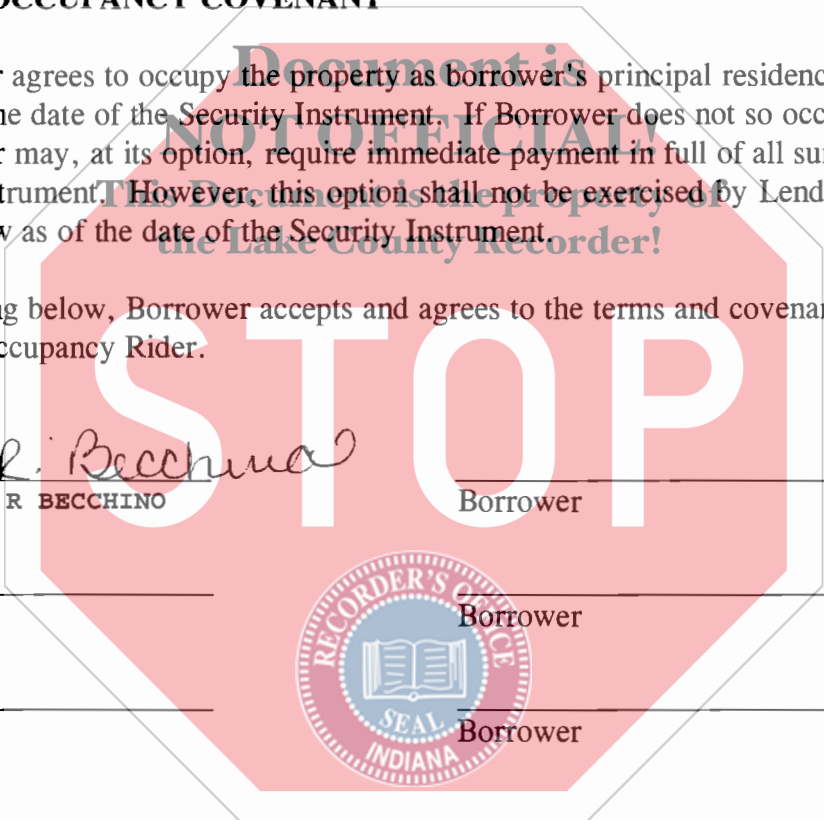 OCCUPANCY COVENANT
Document is
r agrees to occupy the property as borrower's principal residenc
e date of the Security Instrument. If Borrower does not so occ
NOT OFFICIAL!
r may, at its option, require immediate payment in full of all su
trument. However, this option shall not be exercised by Lend
This Document is the property of
w as of the date of the Security Instrument.
the Lake County Recorder!
g below, Borrower accepts and agrees to the terms and covena
ccupancy Rider.
STOP
R. Becchino
R BECCHINO
Borrower
RECORDER'S OFFICE
Borrower
SEAL
INDIANA
Borrower